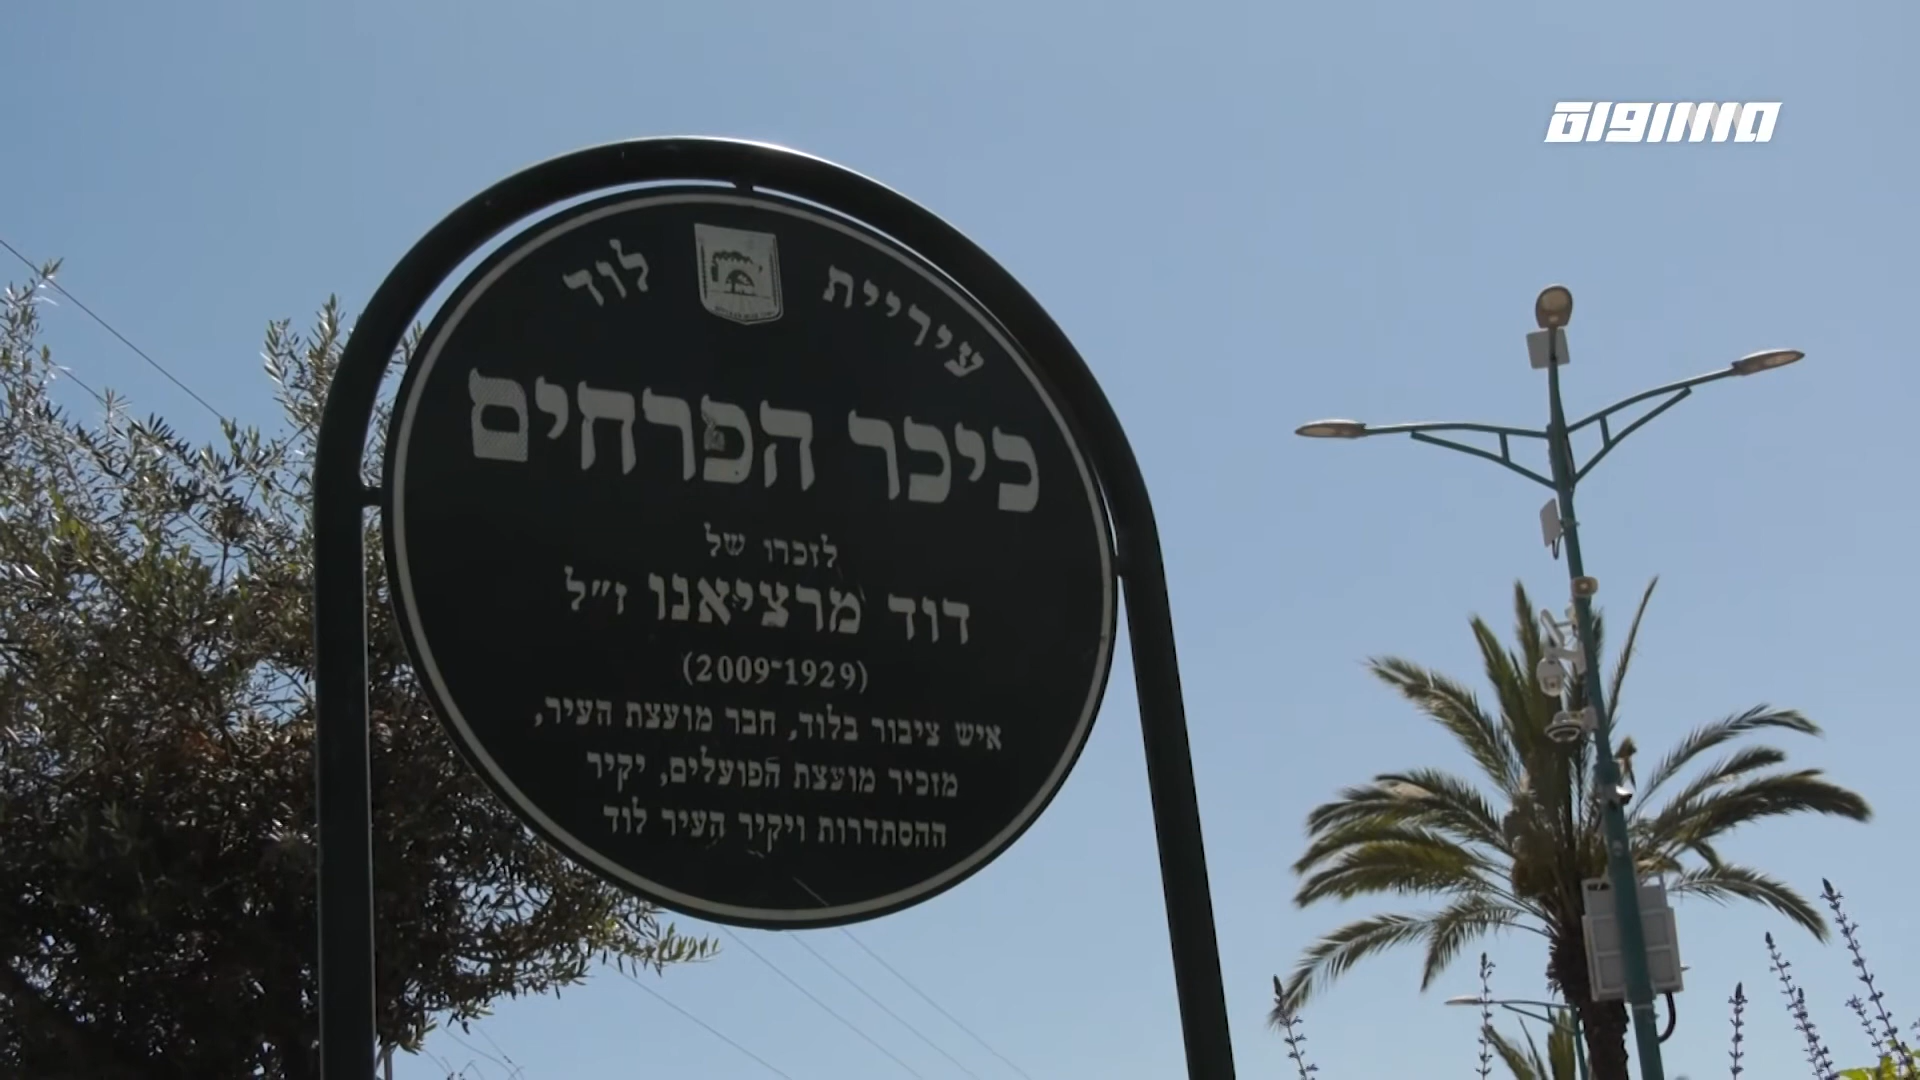 עיריית לוד
כיכר הפרחים
לזכרו של
דוד מרציאנו ז״ל
(1929-2009)
איש ציבור בלוד, חבר מועצת העיר,
מזכיר מועצת הפועלים, יקיר
ההסתדרות ויקיר העיר לוד